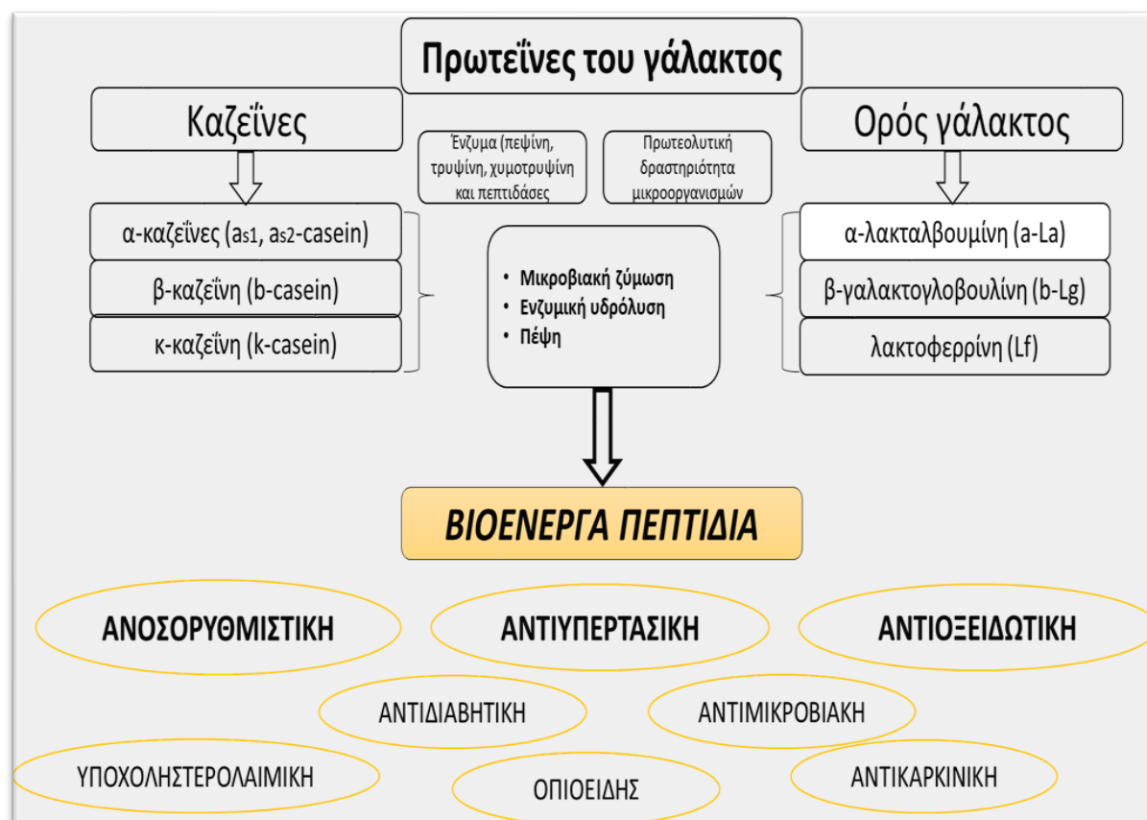 Πρωτεΐνες του γάλακτος
Καζεΐνες
Ορός γάλακτος
Ένζυμα (πεψίνη,
τρυψίνη, χυμοτρυψίνη
και πεπτιδάσες
Πρωτεολυτική
δραστηριότητα
μικροοργανισμών
α-καζεΐνες (as1, as2-casein)
β-καζεΐνη (b-casein)
κ-καζεΐνη (k-casein)
• Μικροβιακή ζύμωση
• Ενζυμική υδρόλυση
• Πέψη
α-λακταλβουμίνη (a-La)
β-γαλακτογλοβουλίνη (b-Lg)
λακτοφερρίνη (Lf)
ΒΙΟΕΝΕΡΓΑ ΠΕΠΤΙΔΙΑ
ΑΝΟΣΟΡΥΘΜΙΣΤΙΚΗ
ΑΝΤΙΥΠΕΡΤΑΣΙΚΗ
ΑΝΤΙΟΞΕΙΔΩΤΙΚΗ
ΑΝΤΙΔΙΑΒΗΤΙΚΗ
ΑΝΤΙΜΙΚΡΟΒΙΑΚΗ
ΥΠΟΧΟΛΗΣΤΕΡΟΛΑΙΜΙΚΗ
ΟΠΙΟΕΙΔΗΣ
ΑΝΤΙΚΑΡΚΙΝΙΚΗ